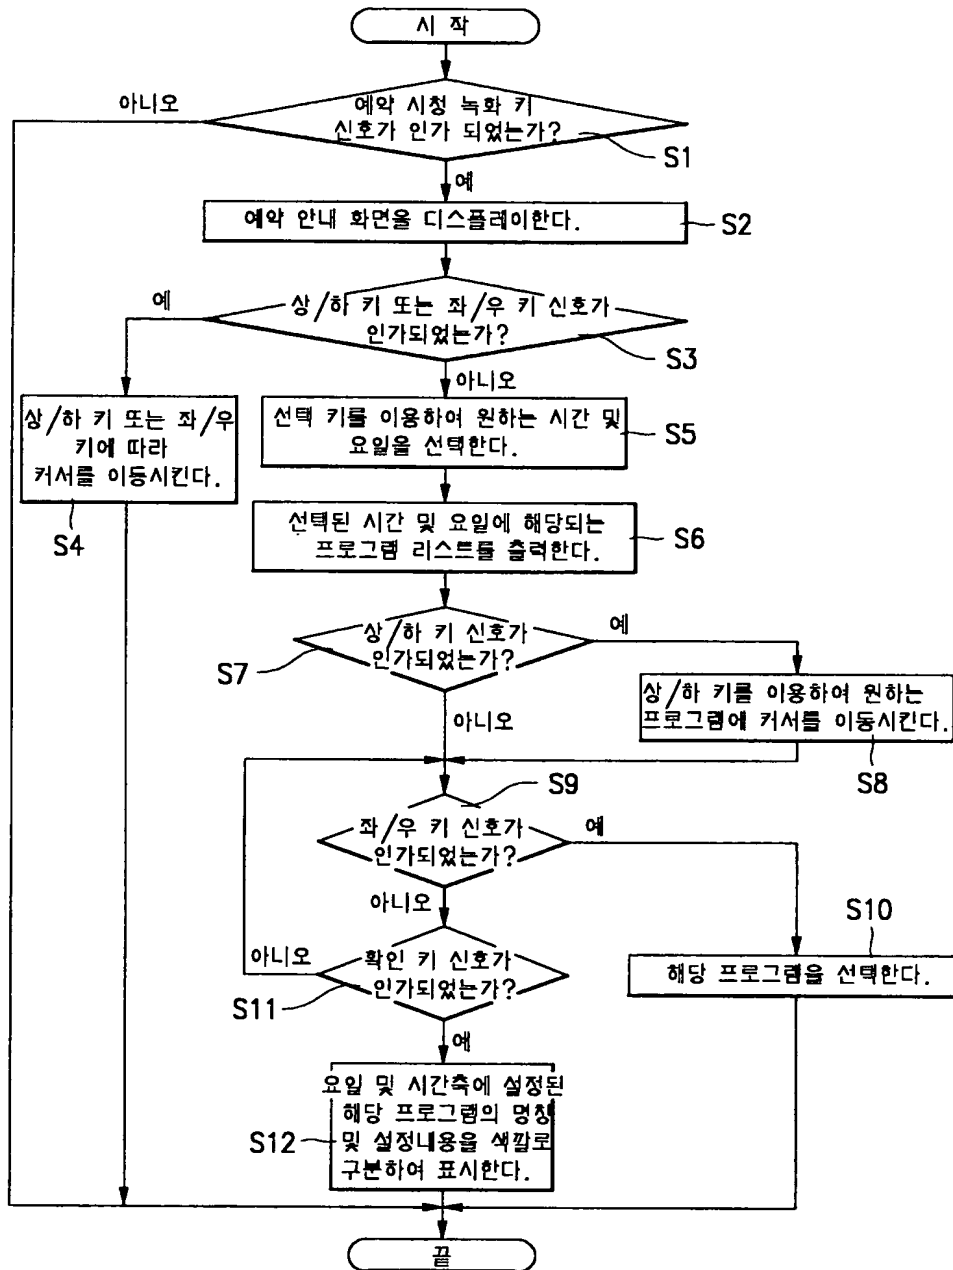 시 작
아니오
예약 시청 녹화 키
신호가 인가 되었는가?
S1
예
예약 안내 화면을 디스플레이한다.
S2
예
상/하 키 또는 좌/우 키 신호가
인가되었는가?
S3
아니오
상/하 키 또는 좌/우
키에 따라
커서를 이동시킨다.
S4
선택 키를 이용하여 원하는 시간 및
요일을 선택한다.
S5
선택된 시간 및 요일에 해당되는
프로그램 리스트를 출력한다.
S6
상/하 키 신호가
인가되었는가?
S7
예
아니오
상/하 키를 이용하여 원하는
프로그램에 커서를 이동시킨다.
S8
S9
좌/우 키 신호가
인가되었는가?
예
아니오
S10
해당 프로그램을 선택한다.
아니오
확인 키 신호가
인가되었는가?
S11
예
요일 및 시간축에 설정된
해당 프로그램의 명칭
및 설정내용을 색깔로
구분하여 표시한다.
S12
끝